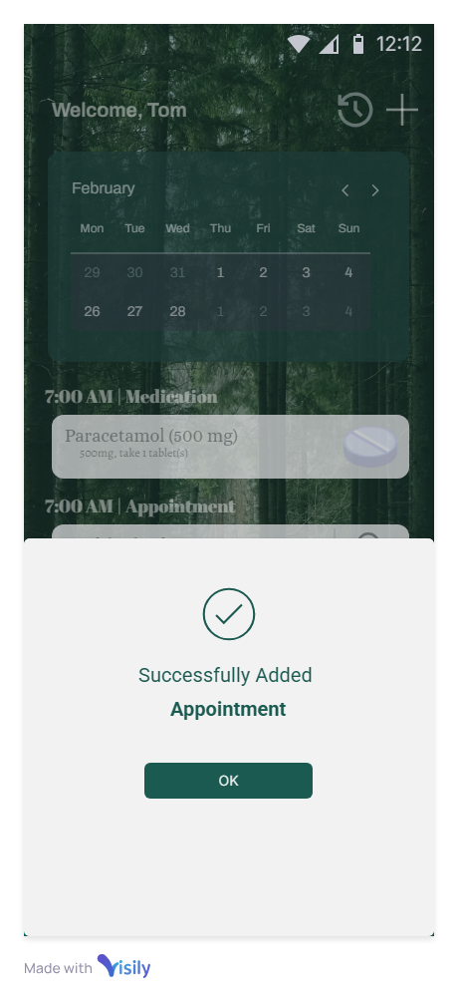 12:12
Welcome, Tom
February
Mon Tue Wed Thu Fri Sat Sun
29 30 31 1 2 3 4
26 27 28 1 2 3 4
7:00 AM | Medication
Paracetamol (500 mg)
500mg, take 1 tablet(s)
7:00 AM | Appointment
Successfully Added
Appointment
OK
Made with Visily